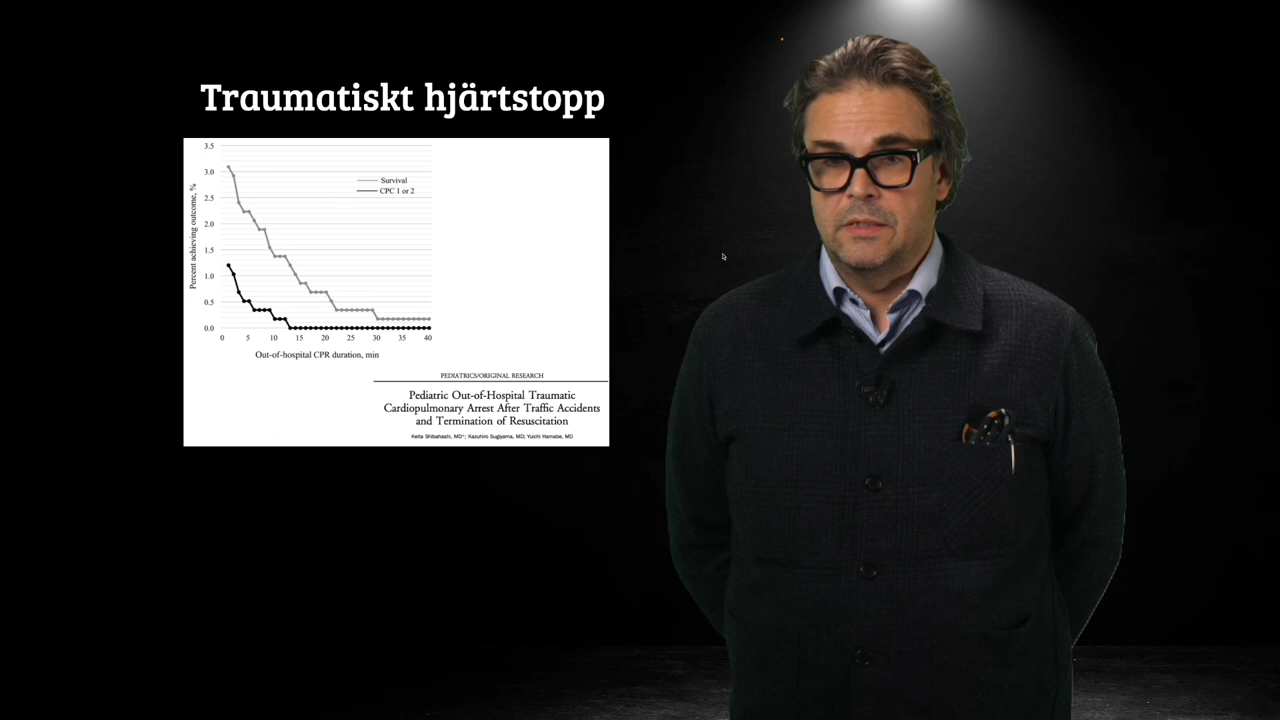 Traumatiskt hjärtstopp
3.5
3.0
2.5
2.0
1.5
1.0
0.5
0.0
Percent achieving outcome, %
Survival
CPC 1 or 2
0 5 10 15 20 25 30 35 40
Out-of-hospital CPR duration, min
PEDIATRICS/ORIGINAL RESEARCH
Pediatric Out-of-Hospital Traumatic
Cardiopulmonary Arrest After Traffic Accidents
and Termination of Resuscitation
Keita Shibahashi, MD*; Kazuhiro Sugiyama, MD; Yuichi Hamabe, MD